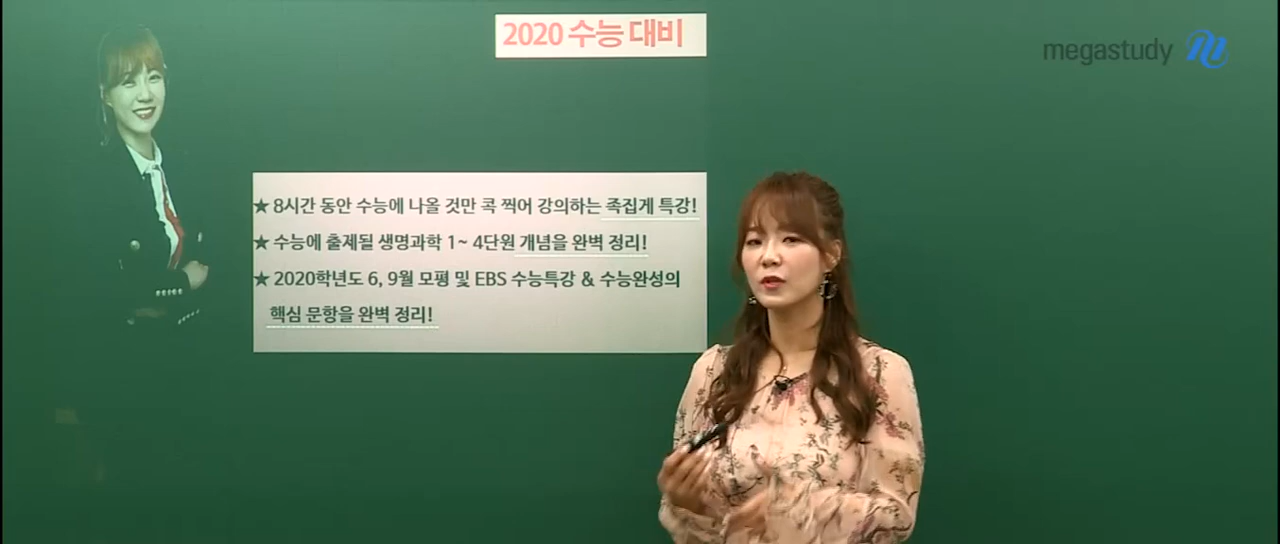 2020 수능 대비
megastudy
★ 8시간 동안 수능에 나올 것만 콕 찍어 강의하는 족집게 특강!
★ 수능에 출제될 생명과학 1~ 4단원 개념을 완벽 정리!
★ 2020학년도 6, 9월 모평 및 EBS 수능특강 & 수능완성의
핵심 문항을 완벽 정리!